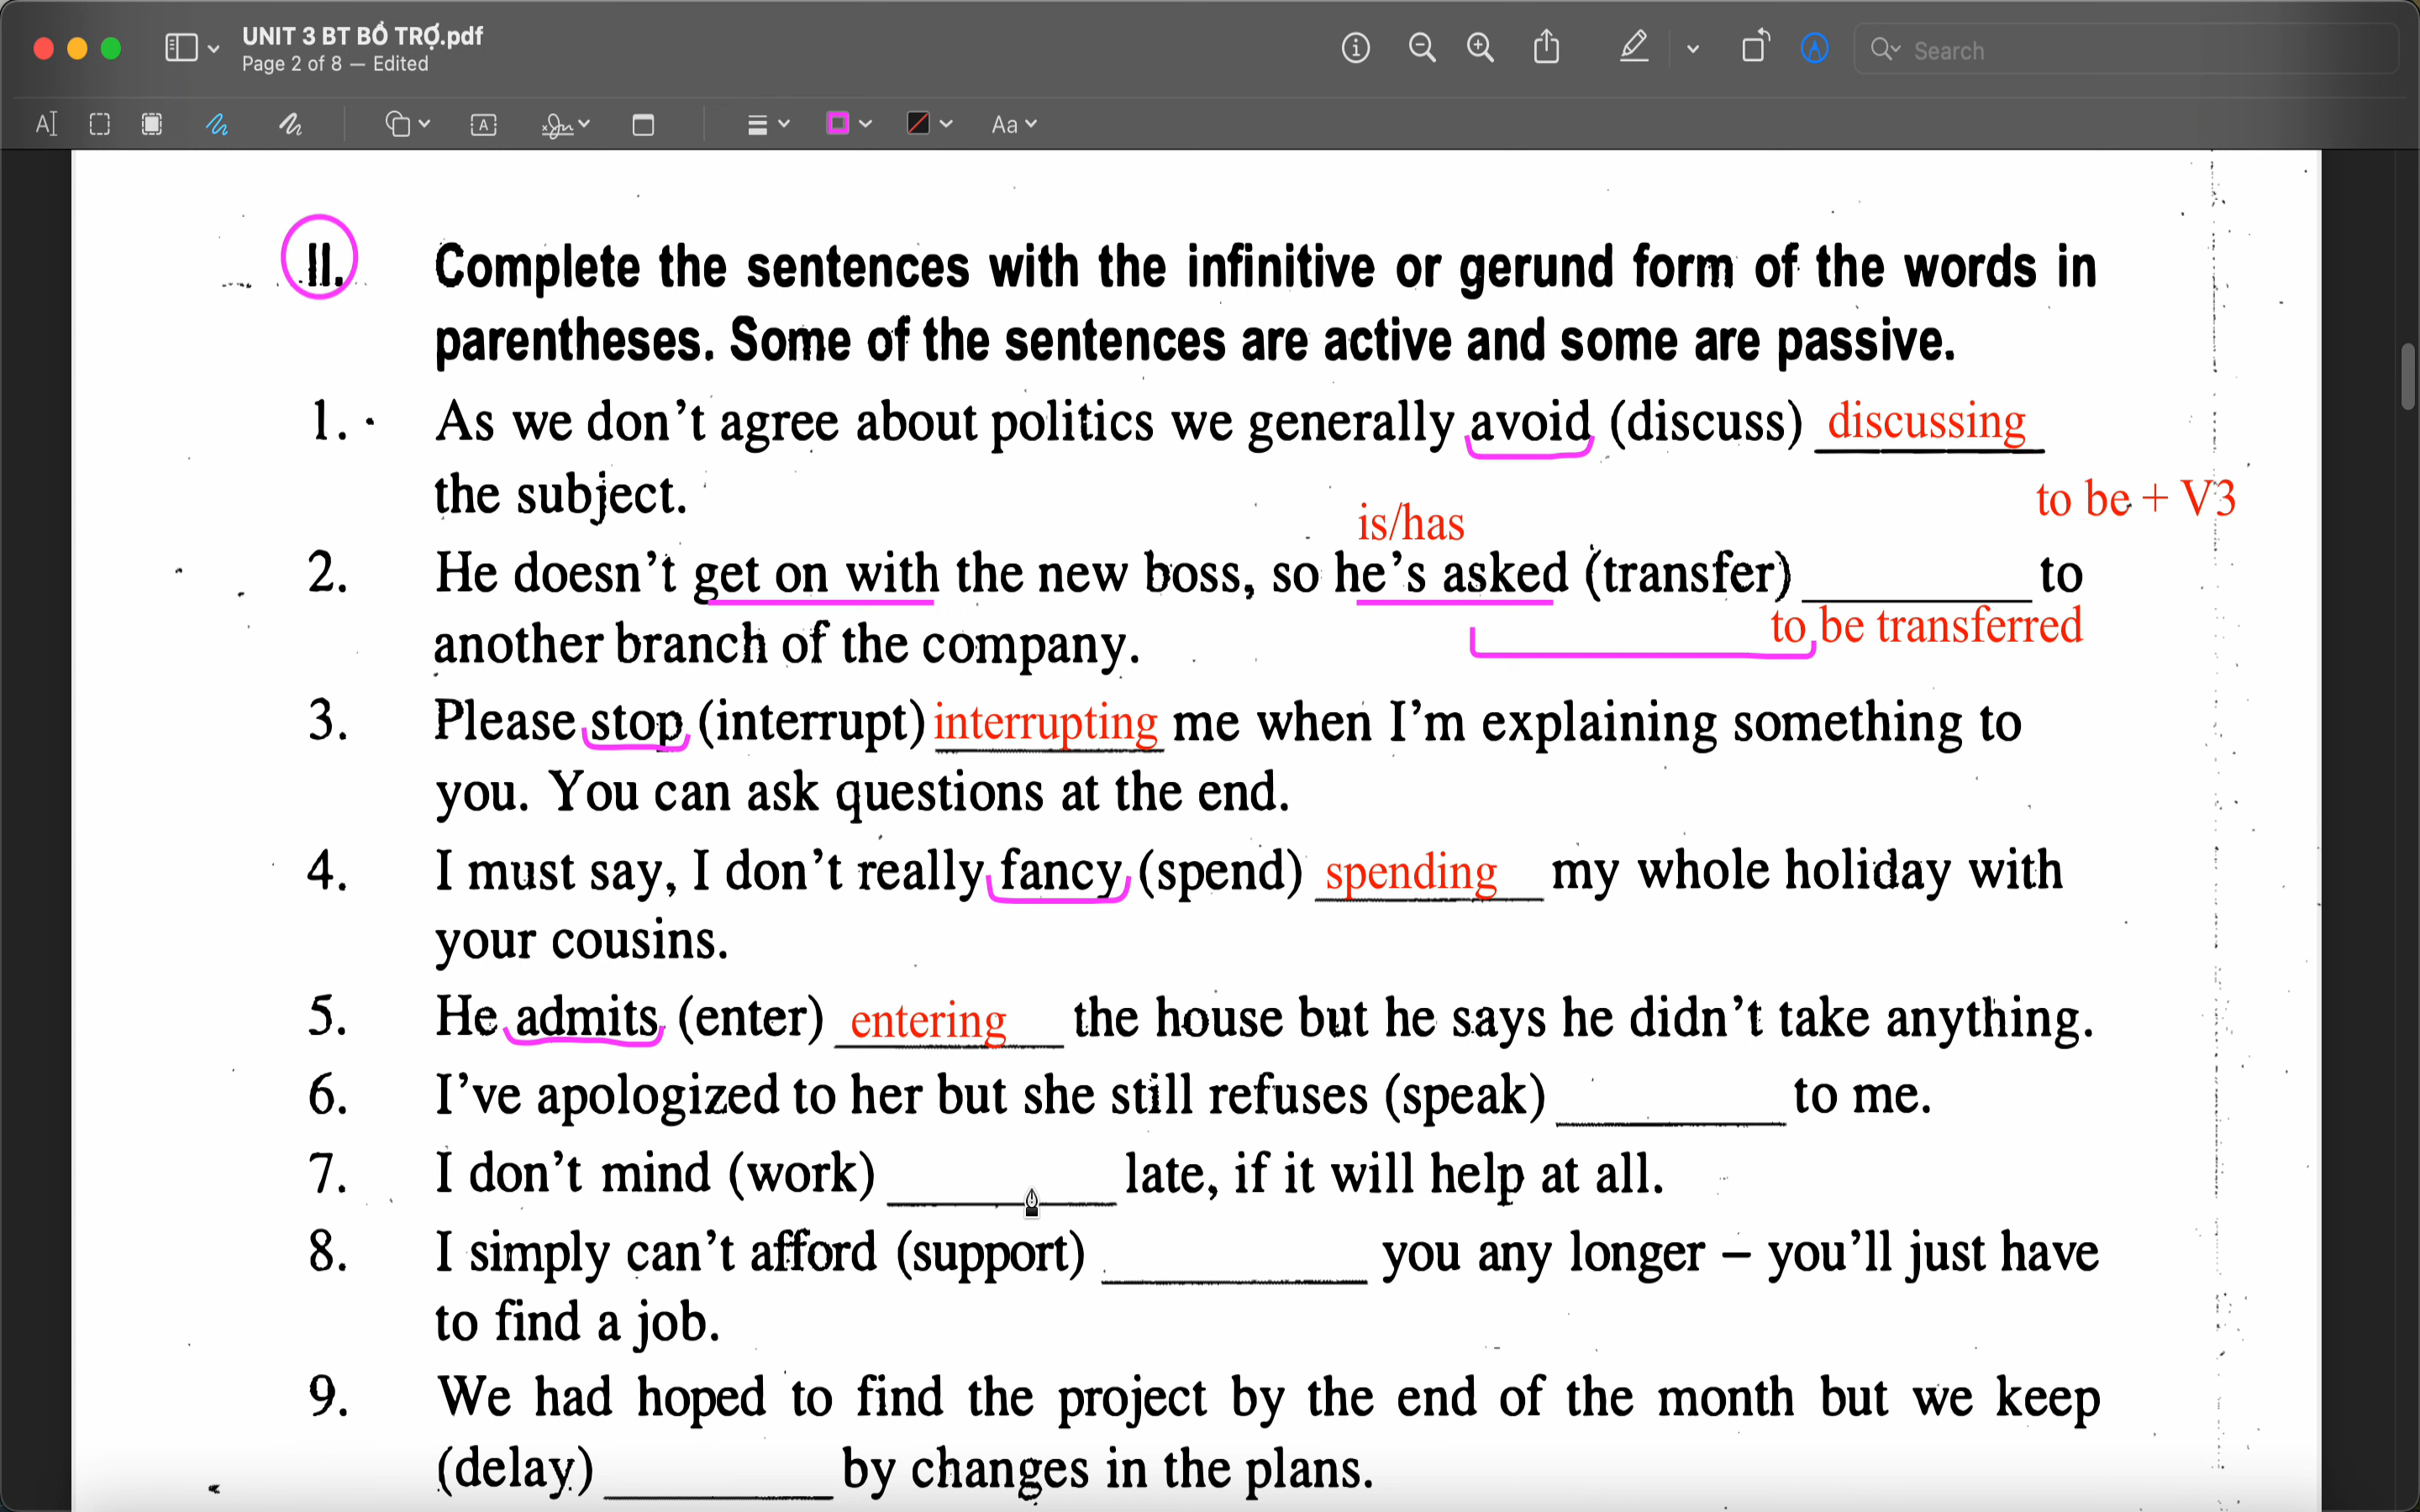 UNIT 3 BT BỔ TRỢ.pdf
Page 2 of 8 — Edited
Search
Aa
II. Complete the sentences with the infinitive or gerund form of the words in
parentheses. Some of the sentences are active and some are passive.
1. As we don't agree about politics we generally avoid (discuss) discussing
the subject.
to be + V3
is/has
2. He doesn't get on with the new boss, so he's asked (transfer) ____________ to
to be transferred
another branch of the company.
3. Please stop (interrupt) interrupting me when I'm explaining something to
you. You can ask questions at the end.
4. I must say, I don't really fancy (spend) spending my whole holiday with
your cousins.
5. He admits (enter) entering the house but he says he didn't take anything.
6. I've apologized to her but she still refuses (speak) ____________ to me.
7. I don't mind (work) ____________ late, if it will help at all.
8. I simply can't afford (support) ____________ you any longer – you'll just have
to find a job.
9. We had hoped to find the project by the end of the month but we keep
(delay) ____________ by changes in the plans.